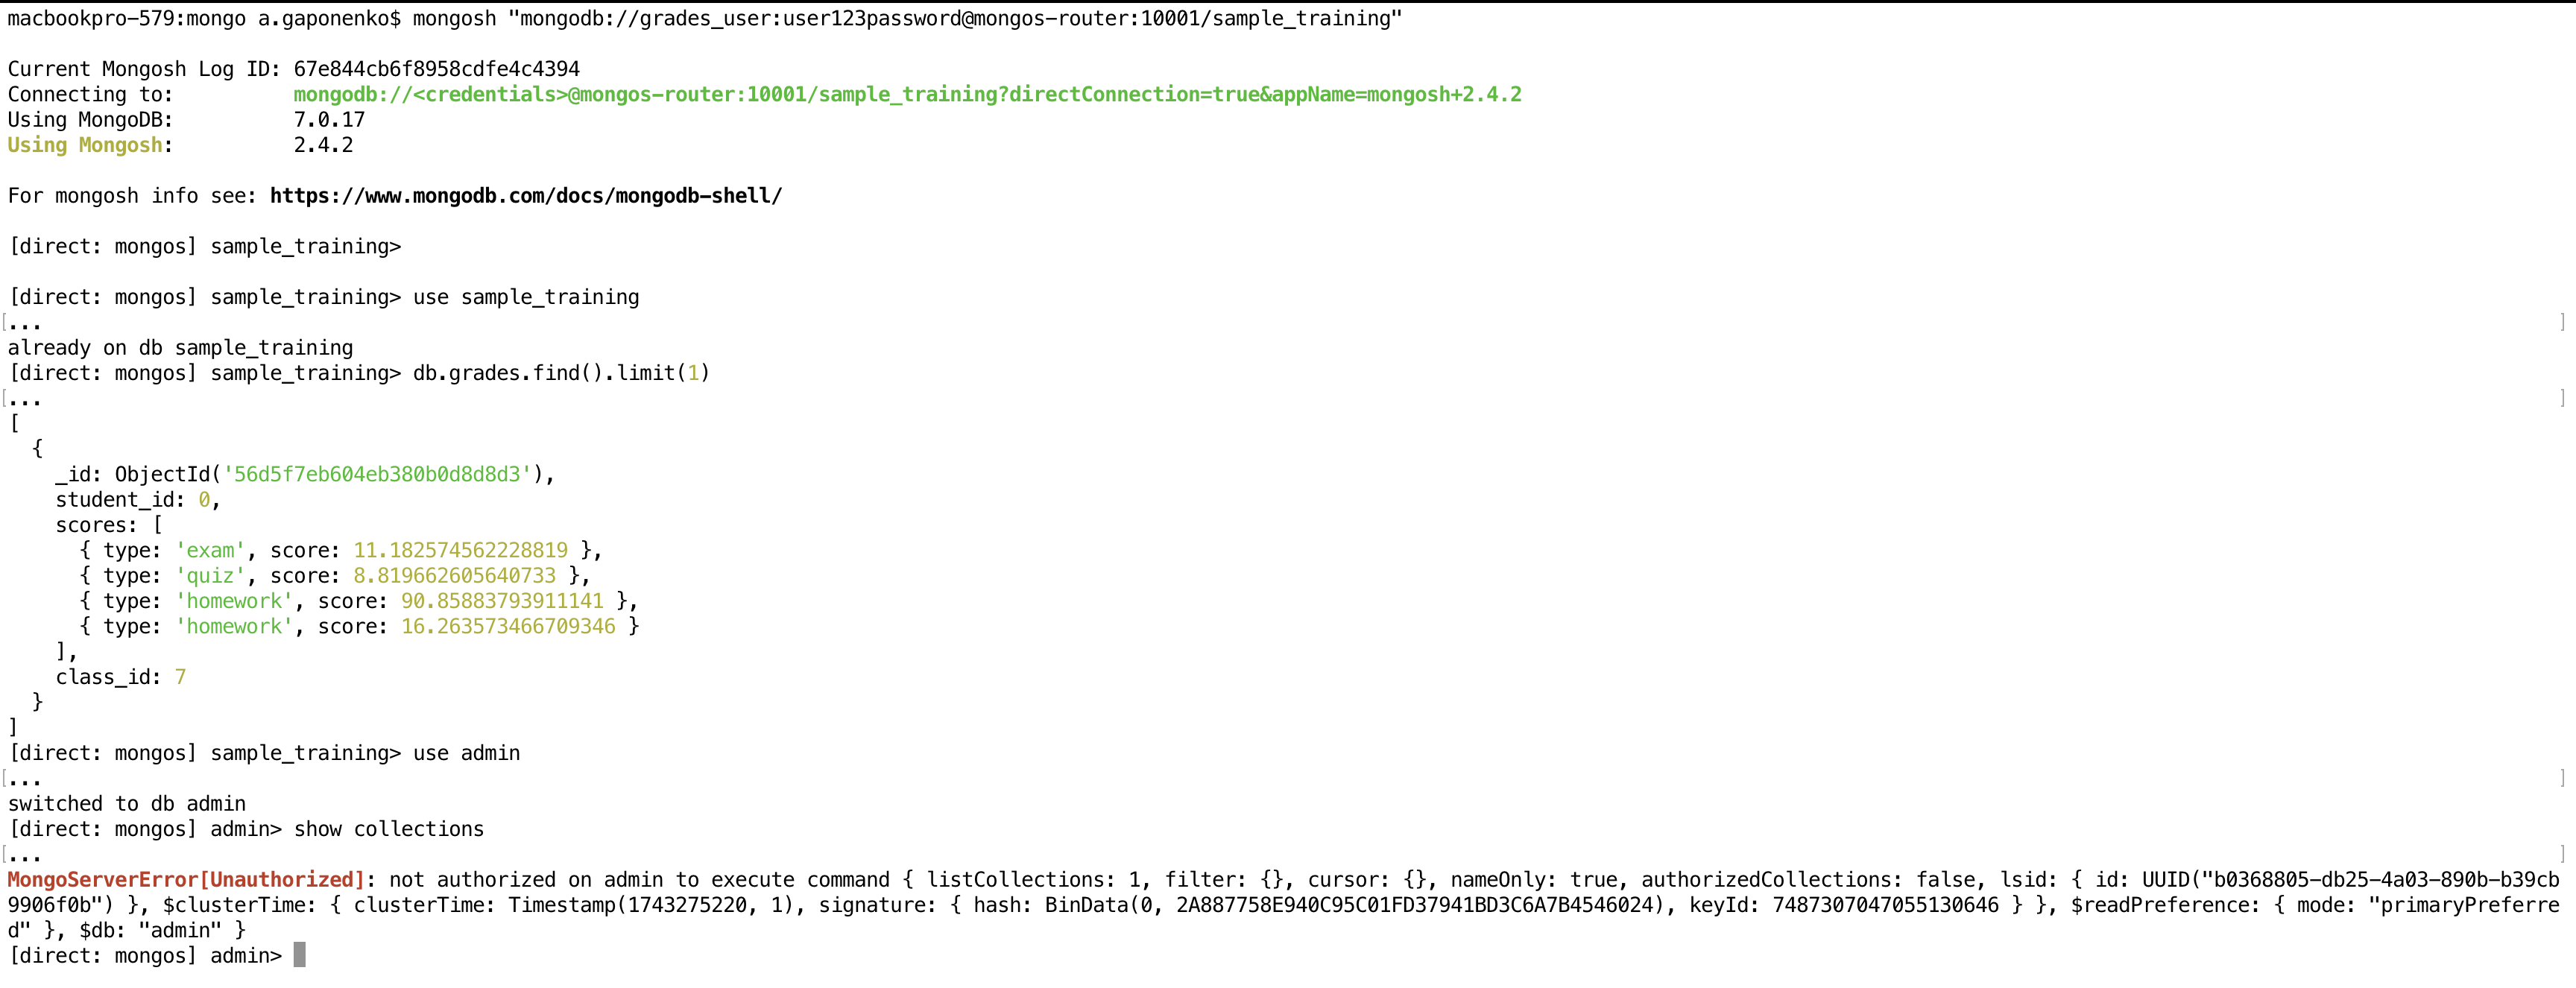 macbookpro-579:mongo a.gaponenko$ mongosh "mongodb://grades_user:user123password@mongos-router:10001/sample_training"
Current Mongosh Log ID: 67e844cb6f8958cdfe4c4394
Connecting to:          mongodb://<credentials>@mongos-router:10001/sample_training?directConnection=true&appName=mongosh+2.4.2
Using MongoDB:          7.0.17
Using Mongosh:          2.4.2
For mongosh info see: https://www.mongodb.com/docs/mongodb-shell/
[direct: mongos] sample_training>
[direct: mongos] sample_training> use sample_training
[... ]
already on db sample_training
[direct: mongos] sample_training> db.grades.find().limit(1)
[... ]
[
  {
    _id: ObjectId('56d5f7eb604eb380b0d8d8d3'),
    student_id: 0,
    scores: [
      { type: 'exam', score: 11.182574562228819 },
      { type: 'quiz', score: 8.819662605640733 },
      { type: 'homework', score: 90.85883793911141 },
      { type: 'homework', score: 16.263573466709346 }
    ],
    class_id: 7
  }
]
[direct: mongos] sample_training> use admin
[... ]
switched to db admin
[direct: mongos] admin> show collections
[... ]
MongoServerError[Unauthorized]: not authorized on admin to execute command { listCollections: 1, filter: {}, cursor: {}, nameOnly: true, authorizedCollections: false, lsid: { id: UUID("b0368805-db25-4a03-890b-b39cb
9906f0b") }, $clusterTime: { clusterTime: Timestamp(1743275220, 1), signature: { hash: BinData(0, 2A887758E940C95C01FD37941BD3C6A7B4546024), keyId: 7487307047055130646 } }, $readPreference: { mode: "primaryPreferre
d" }, $db: "admin" }
[direct: mongos] admin>